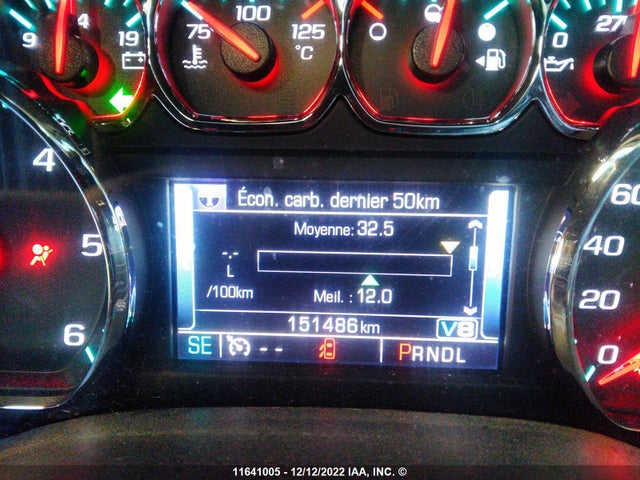 100
4
9
19
75
125
°C
0
27
4
5
6
Écon. carb. dernier 50km
Moyenne: 32.5
-.-
L
/100km
Meil. : 12.0
151486 km
V8
SE
--
PRNDL
60
40
20
0
11641005 - 12/12/2022 IAA, INC. ©